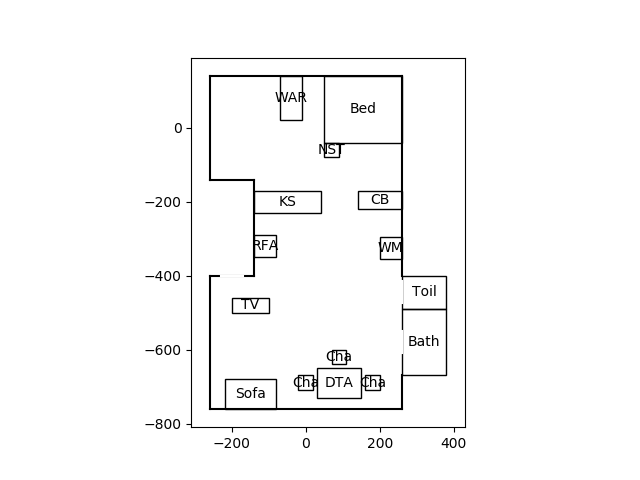 WAR
Bed
0
NST
−200
KS
CB
RFA
WM
−400
Toil
TV
Bath
−600
Cha
Cha
DTA
Cha
Sofa
−800
−200
0
200
400